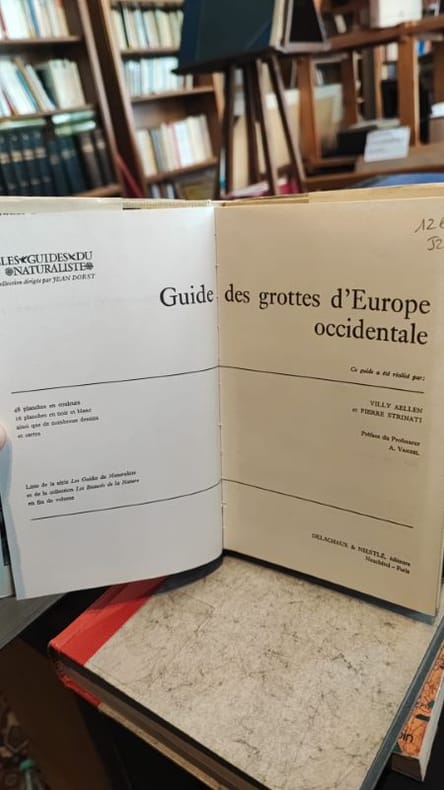 LES★GUIDES★DU
❋NATURALISTE❋
collection dirigée par JEAN DORST
48 planches en couleurs
16 planches en noir et blanc
ainsi que de nombreux dessins
et cartes
Liste de la série Les Guides du Naturaliste
et de la collection Les Beautés de la Nature
en fin de volume
Guide des grottes d'Europe
occidentale
Ce guide a été réalisé par:
VILLY AELLEN
et PIERRE STRINATI
Préface du Professeur
A. VANDEL
DELACHAUX & NIESTLÉ, éditeurs
Neuchâtel – Paris